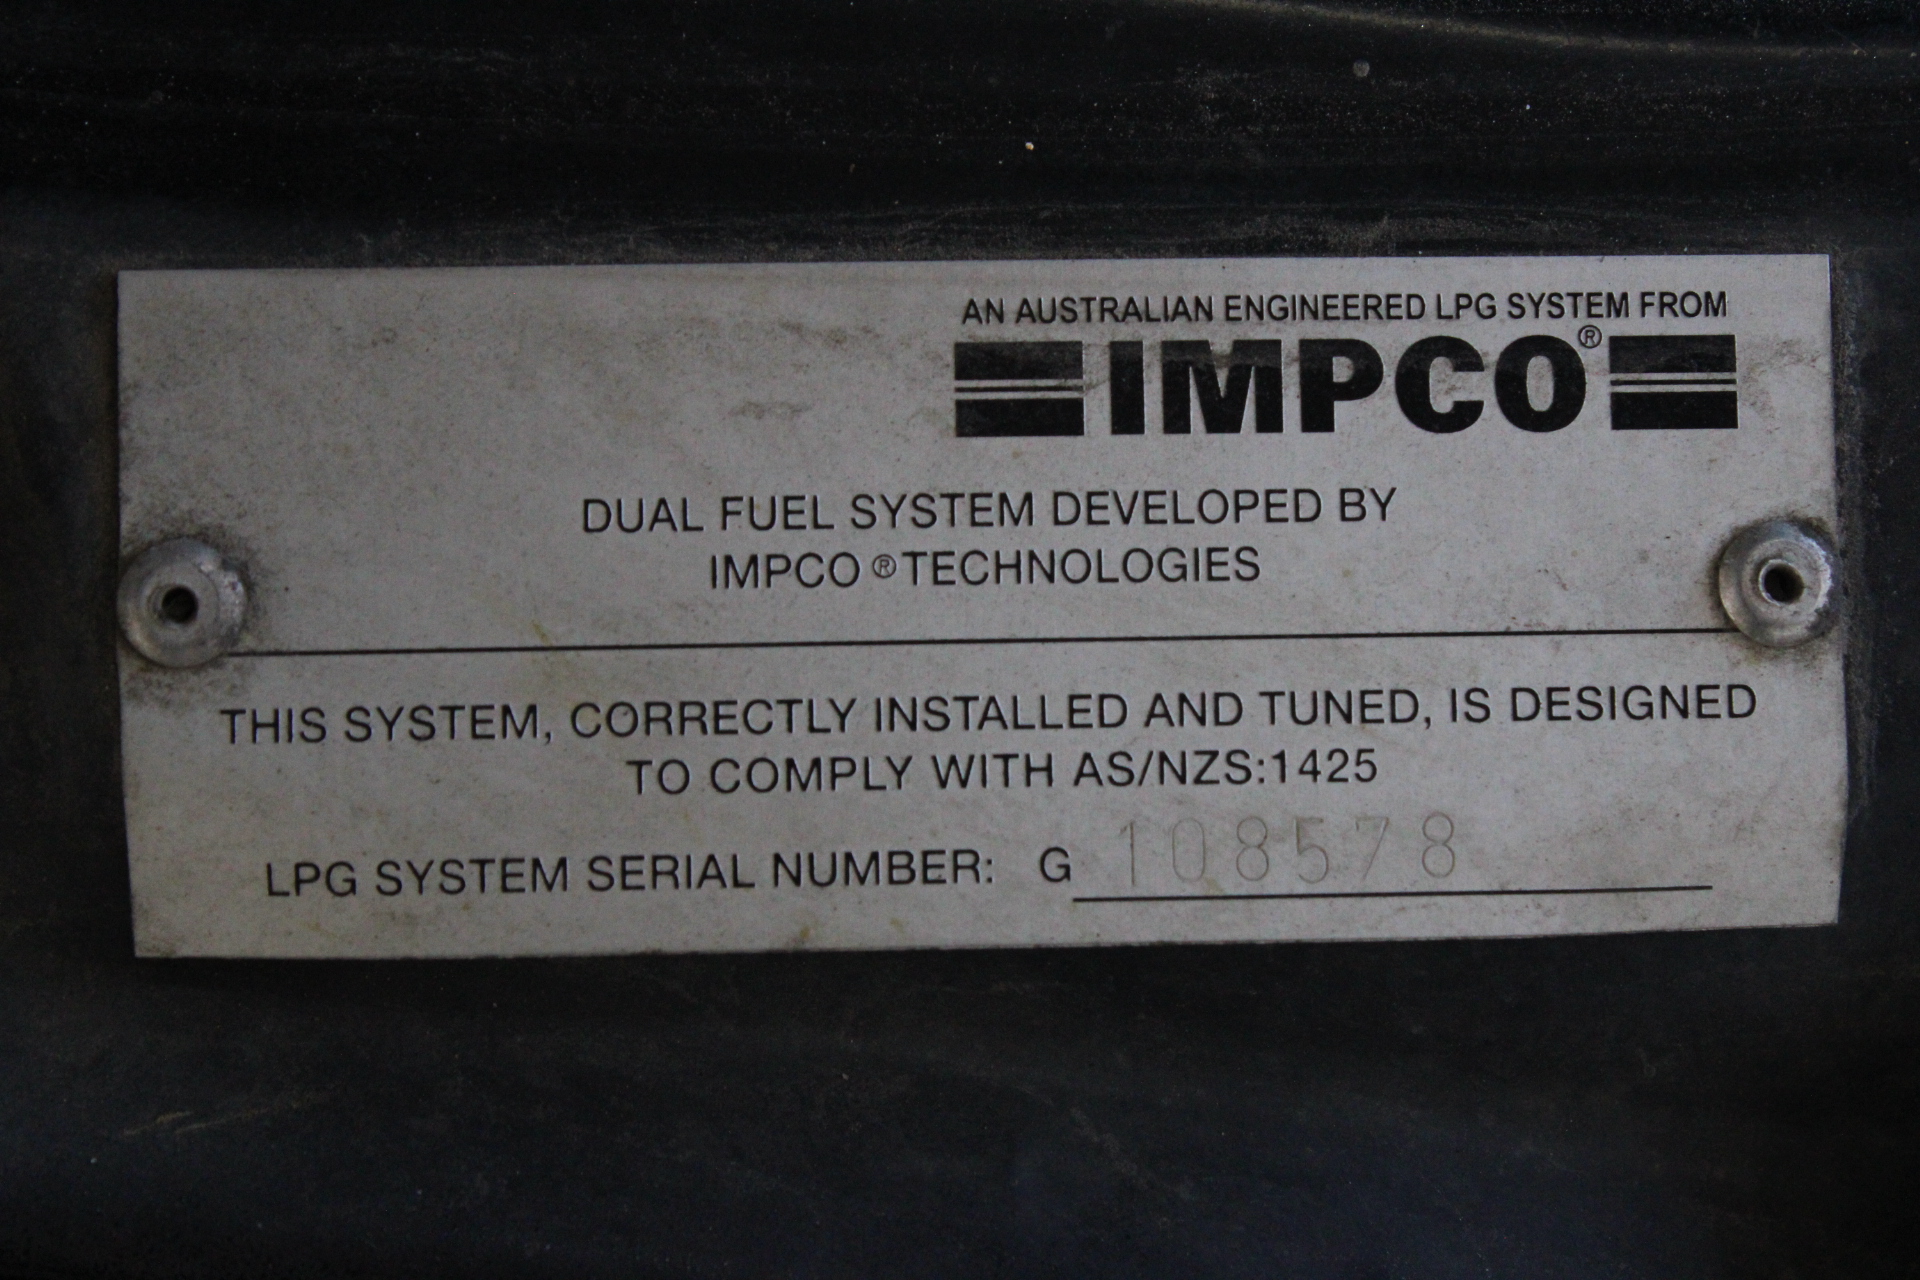 AN AUSTRALIAN ENGINEERED LPG SYSTEM FROM
IMPCO®
DUAL FUEL SYSTEM DEVELOPED BY
IMPCO ® TECHNOLOGIES
THIS SYSTEM, CORRECTLY INSTALLED AND TUNED, IS DESIGNED
TO COMPLY WITH AS/NZS:1425
LPG SYSTEM SERIAL NUMBER: G 108578